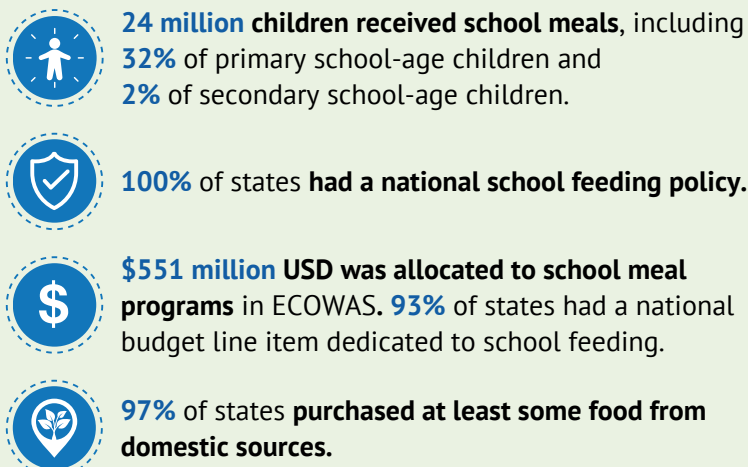 24 million children received school meals, including
32% of primary school-age children and
2% of secondary school-age children.
100% of states had a national school feeding policy.
$
$551 million USD was allocated to school meal
programs in ECOWAS. 93% of states had a national
budget line item dedicated to school feeding.
97% of states purchased at least some food from
domestic sources.